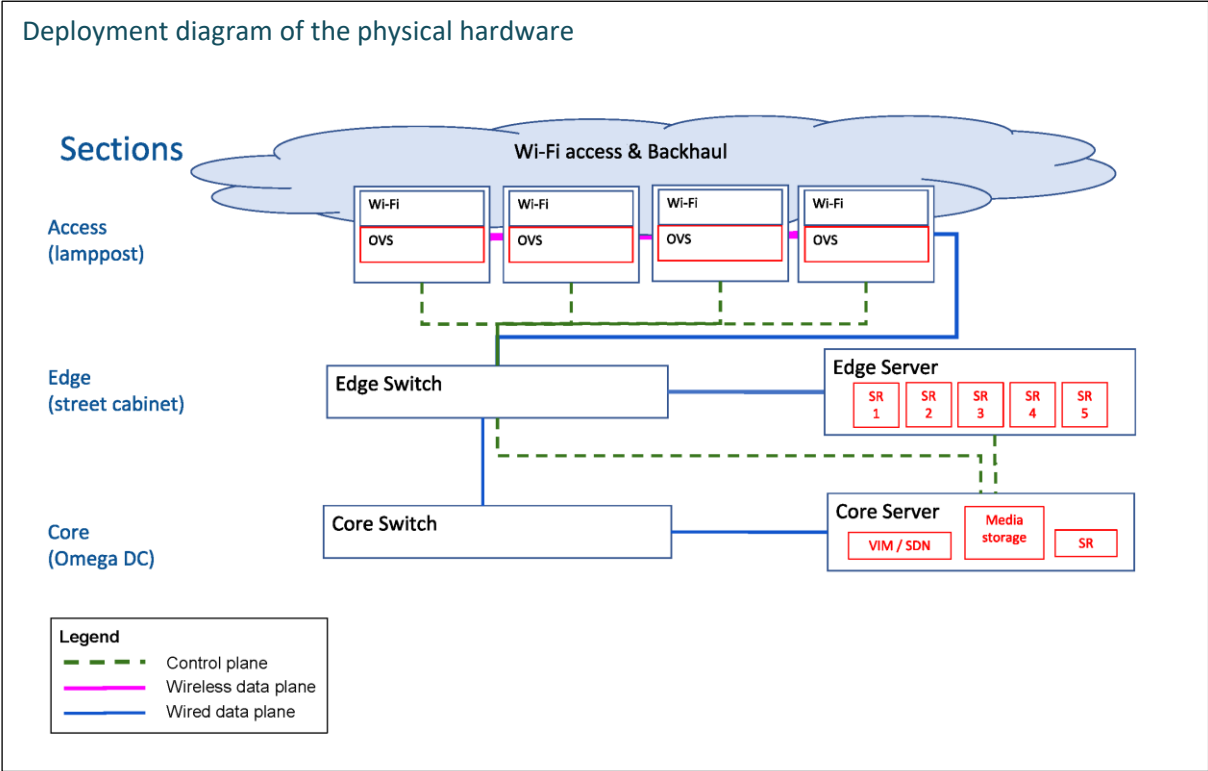 Deployment diagram of the physical hardware
Sections
Wi-Fi access & Backhaul
Access
(lamppost)
Wi-Fi
OVS
Wi-Fi
OVS
Wi-Fi
OVS
Wi-Fi
OVS
Edge
(street cabinet)
Edge Switch
Edge Server
SR
1
SR
2
SR
3
SR
4
SR
5
Core
(Omega DC)
Core Switch
Core Server
VIM / SDN
Media
storage
SR
Legend
Control plane
Wireless data plane
Wired data plane